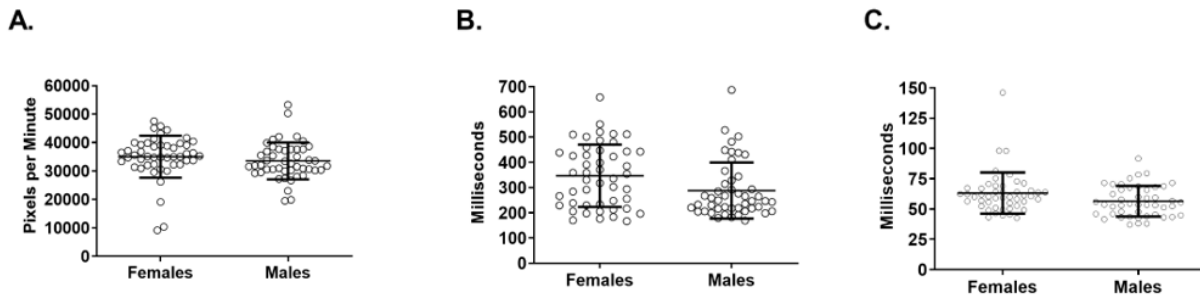 A.
Pixels per Minute
60000
50000
40000
30000
20000
10000
0
Females Males
B.
Milliseconds
700
600
500
400
300
200
100
0
Females Males
C.
Milliseconds
150
125
100
75
50
25
0
Females Males